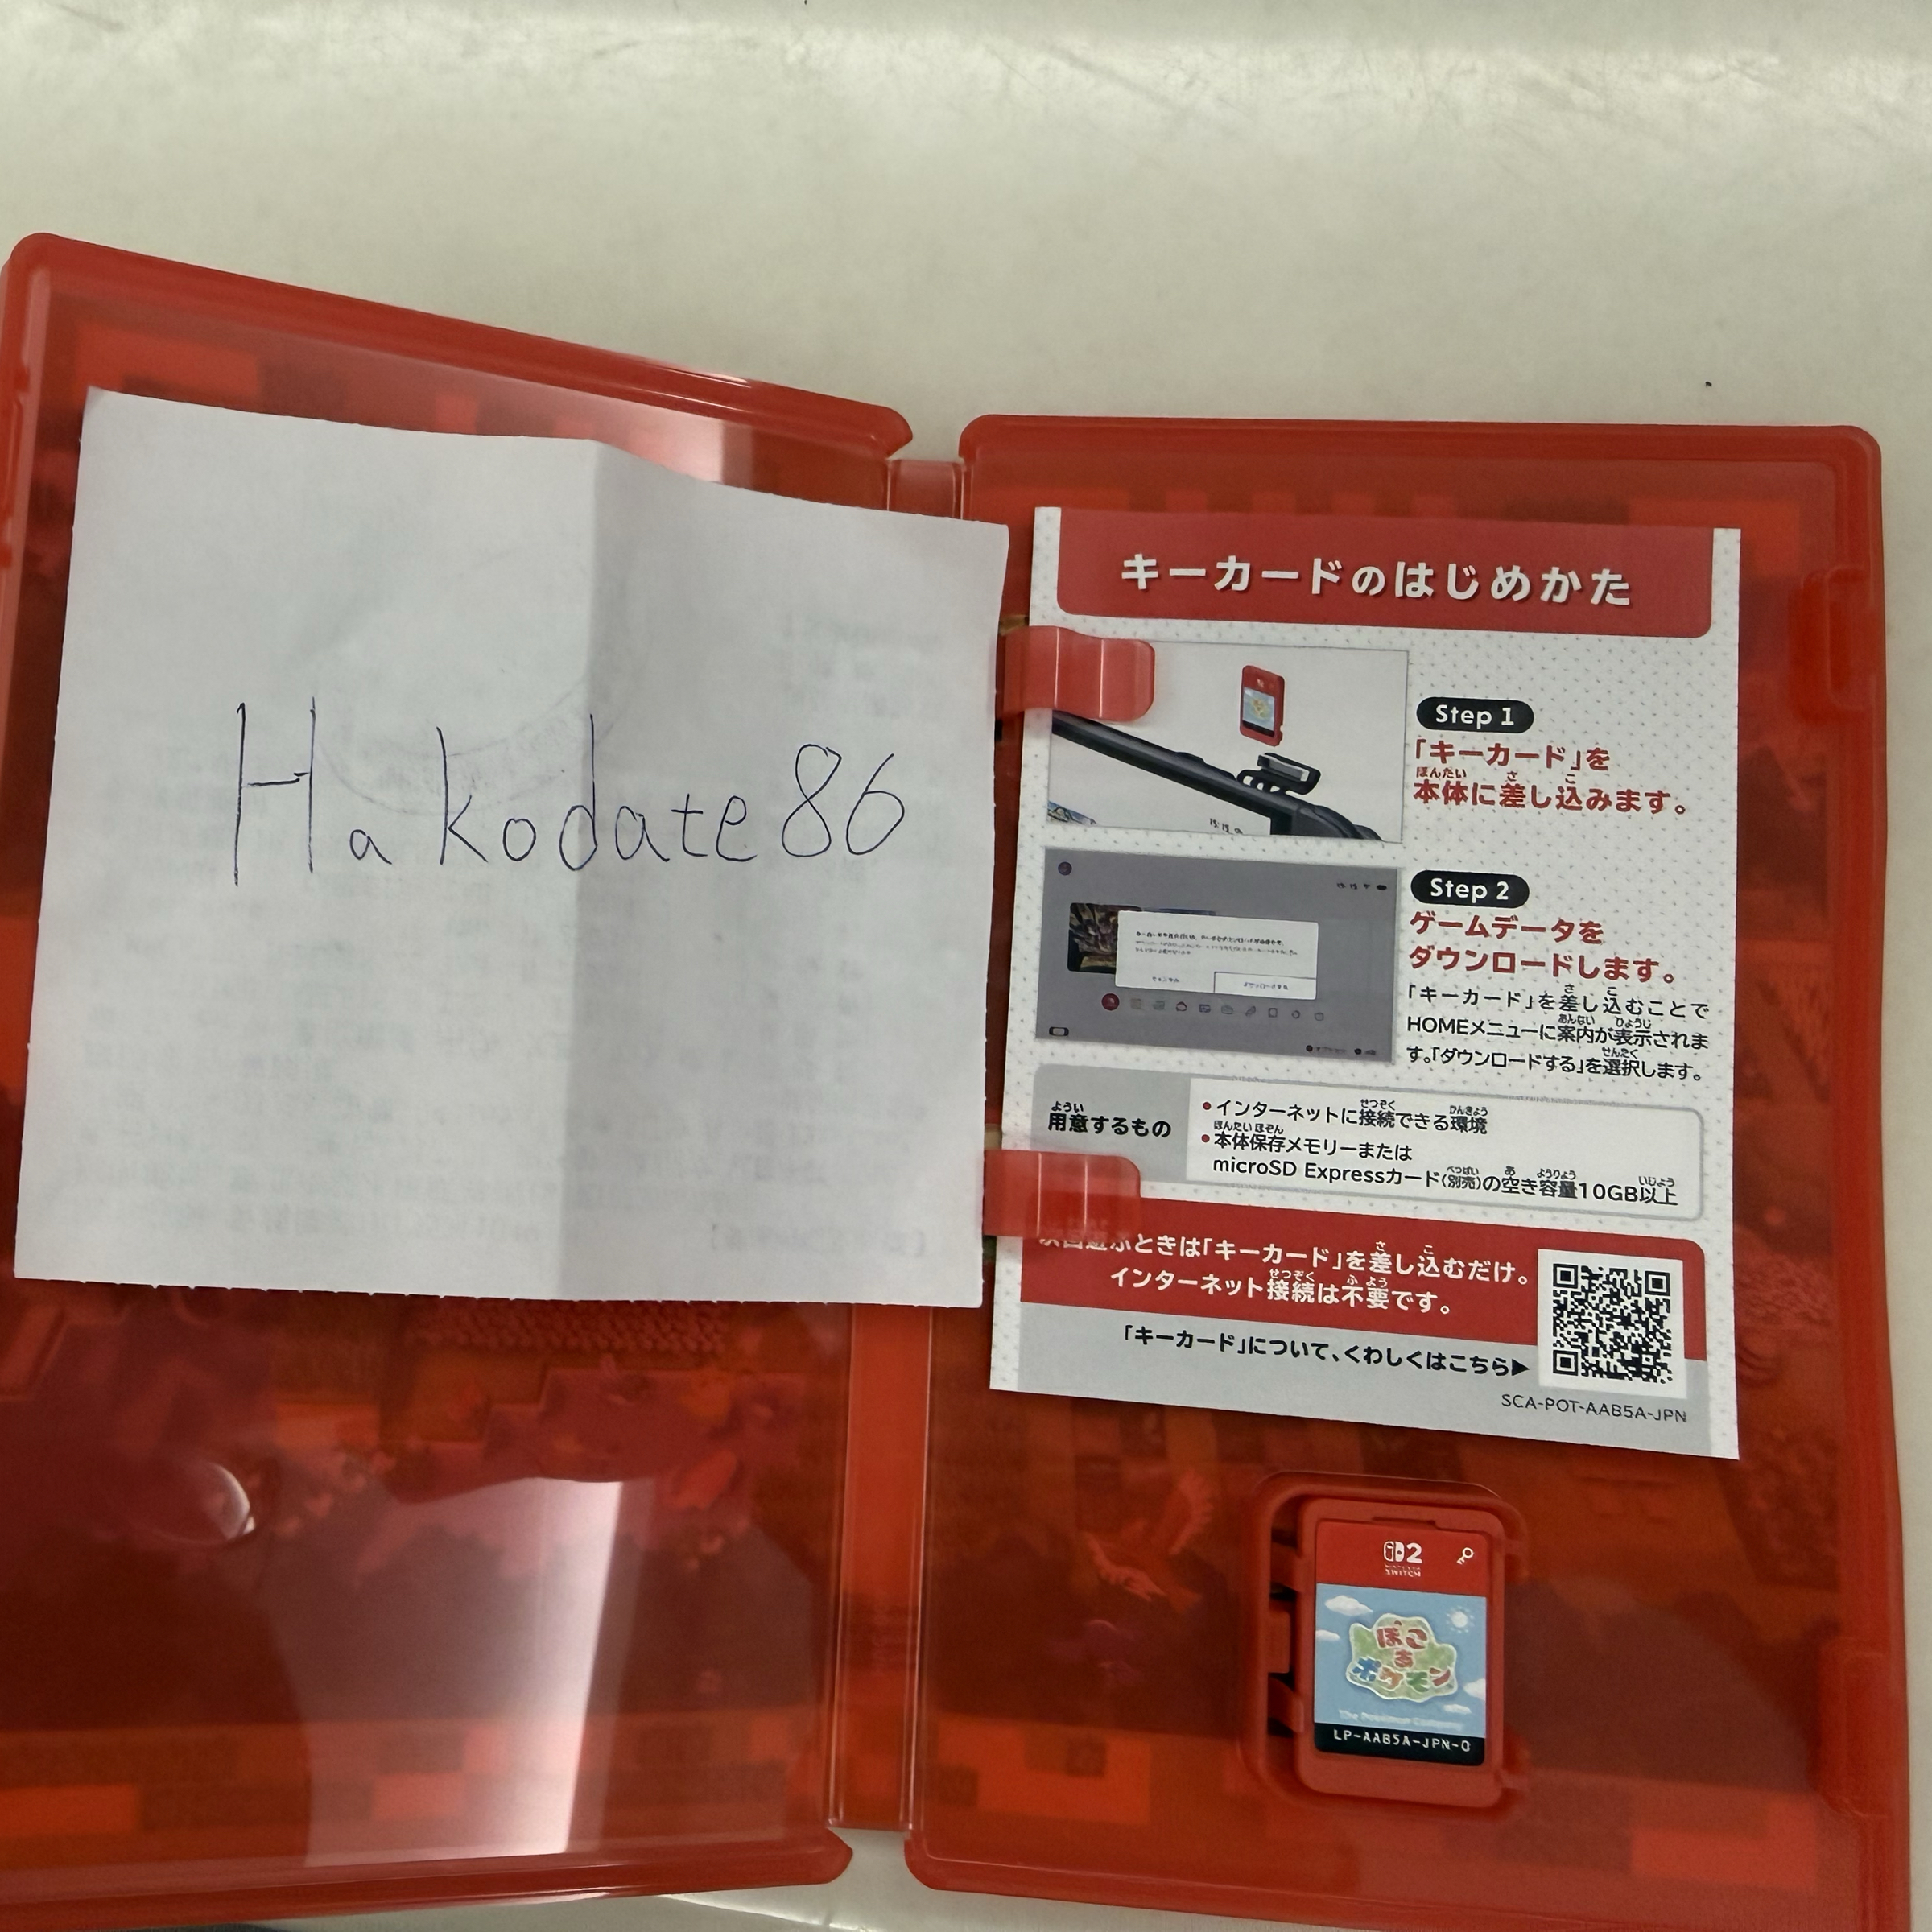 Hakodate86
キーカードのはじめかた
Step 1
「キーカード」を
本体に差し込みます。
Step 2
ゲームデータを
ダウンロードします。
「キーカード」を差し込むことで
HOMEメニューに案内が表示されま
す。「ダウンロードする」を選択します。
用意するもの
•インターネットに接続できる環境
•本体保存メモリーまたは
microSD Expressカード(別売)の空き容量10GB以上
遊ぶときは「キーカード」を差し込むだけ。
インターネット接続は不要です。
「キーカード」について、くわしくはこちら▶
SCA-POT-AAB5A-JPN
2
NINTENDO
SWITCH
ぽこ
あ
ポケモン
The Pokémon Company
LP-AAB5A-JPN-0